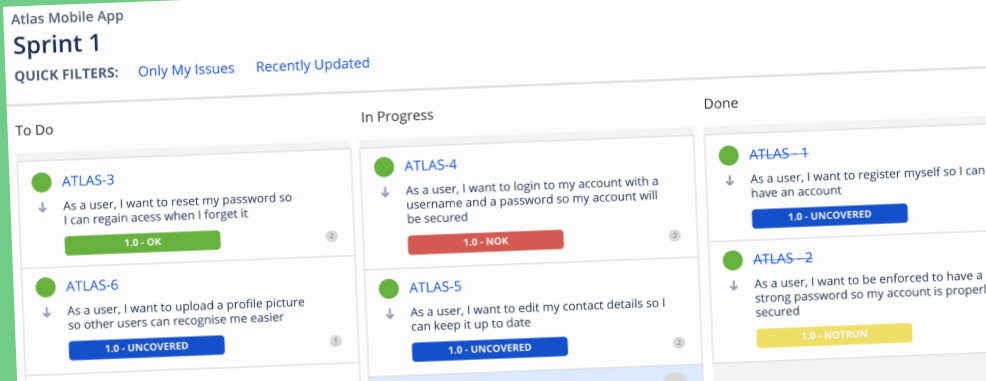 Atlas Mobile App
Sprint 1
QUICK FILTERS: Only My Issues Recently Updated
To Do
ATLAS-3
As a user, I want to reset my password so
I can regain acess when I forget it
1.0 - OK
2
ATLAS-6
As a user, I want to upload a profile picture
so other users can recognise me easier
1.0 - UNCOVERED
1
In Progress
ATLAS-4
As a user, I want to login to my account with a
username and a password so my account will
be secured
1.0 - NOK
3
ATLAS-5
As a user, I want to edit my contact details so I
can keep it up to date
1.0 - UNCOVERED
2
Done
ATLAS - 1
As a user, I want to register myself so I can
have an account
1.0 - UNCOVERED
ATLAS - 2
As a user, I want to be enforced to have a
strong password so my account is properl
secured
1.0 - NOTRUN